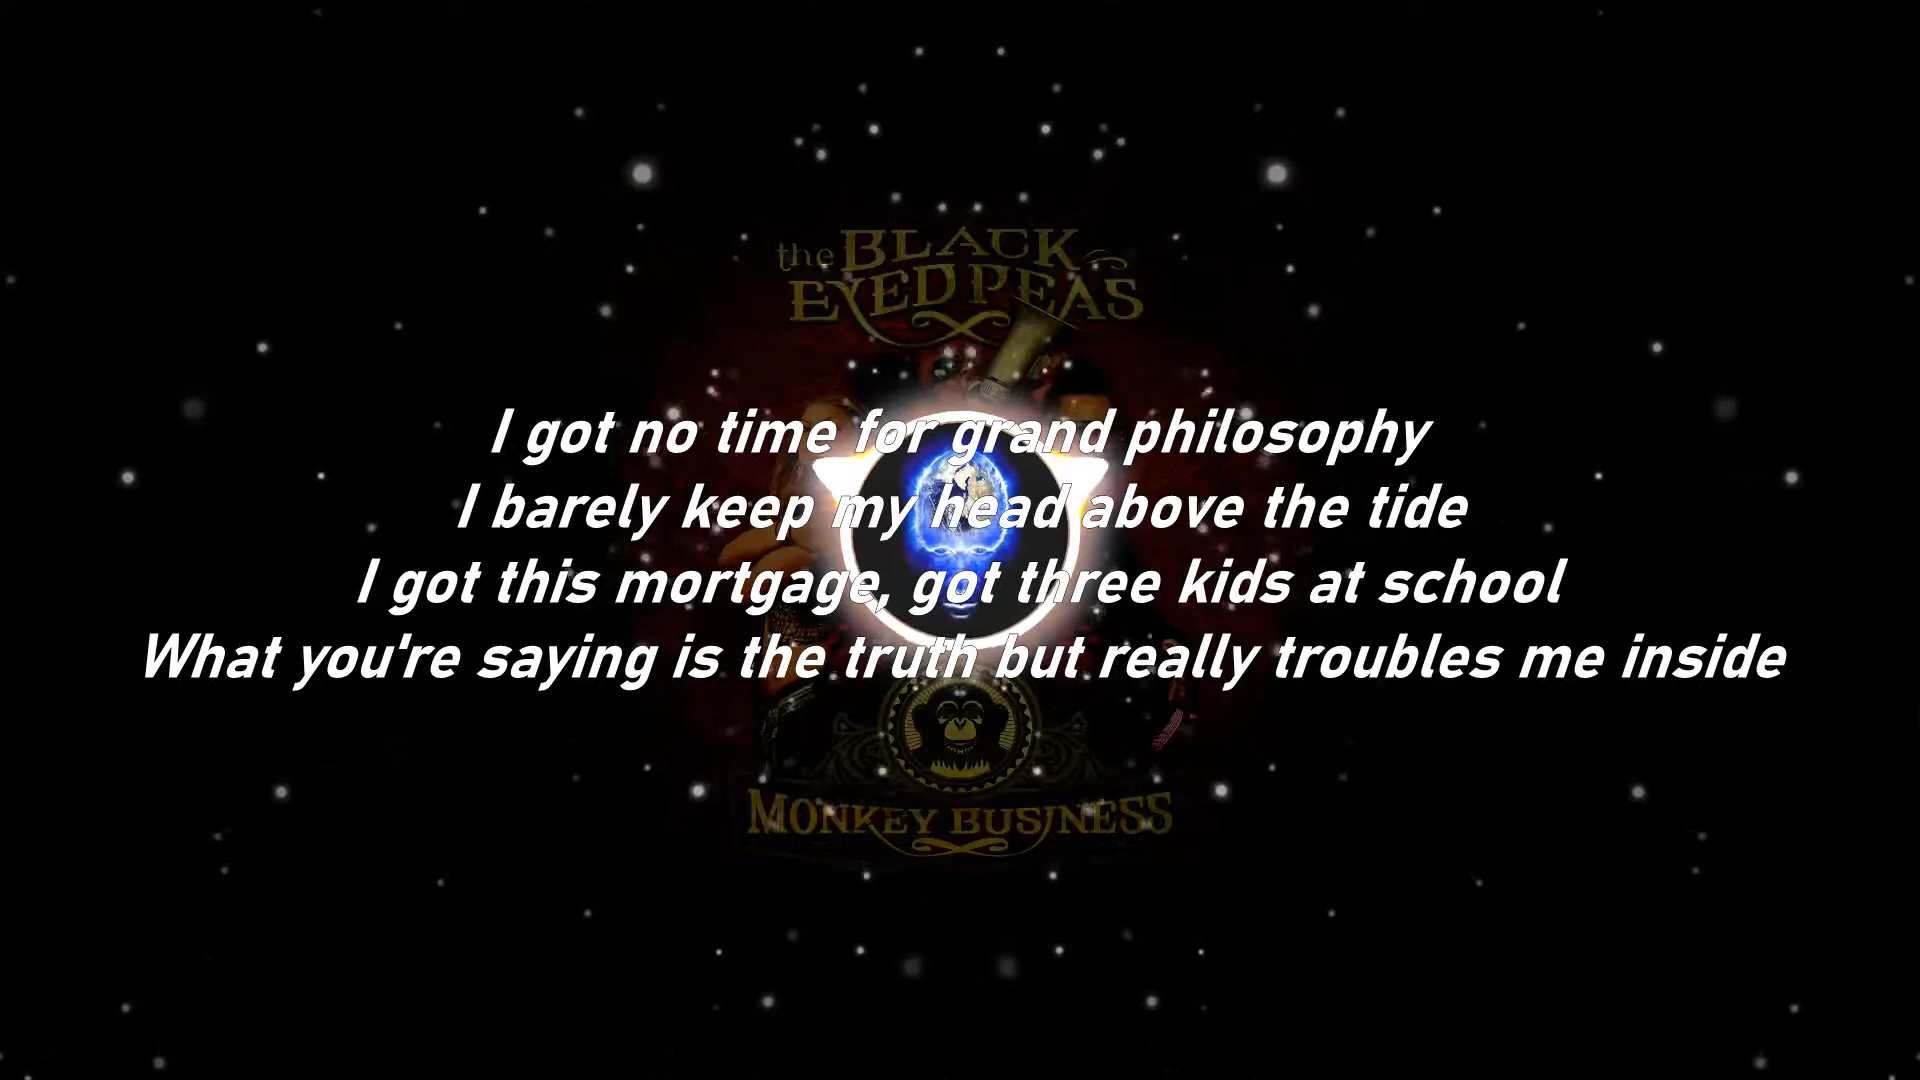 the BLACK
EYED PEAS
I got no time for grand philosophy
I barely keep my head above the tide
I got this mortgage, got three kids at school
What you're saying is the truth but really troubles me inside
MONKEY BUSINESS